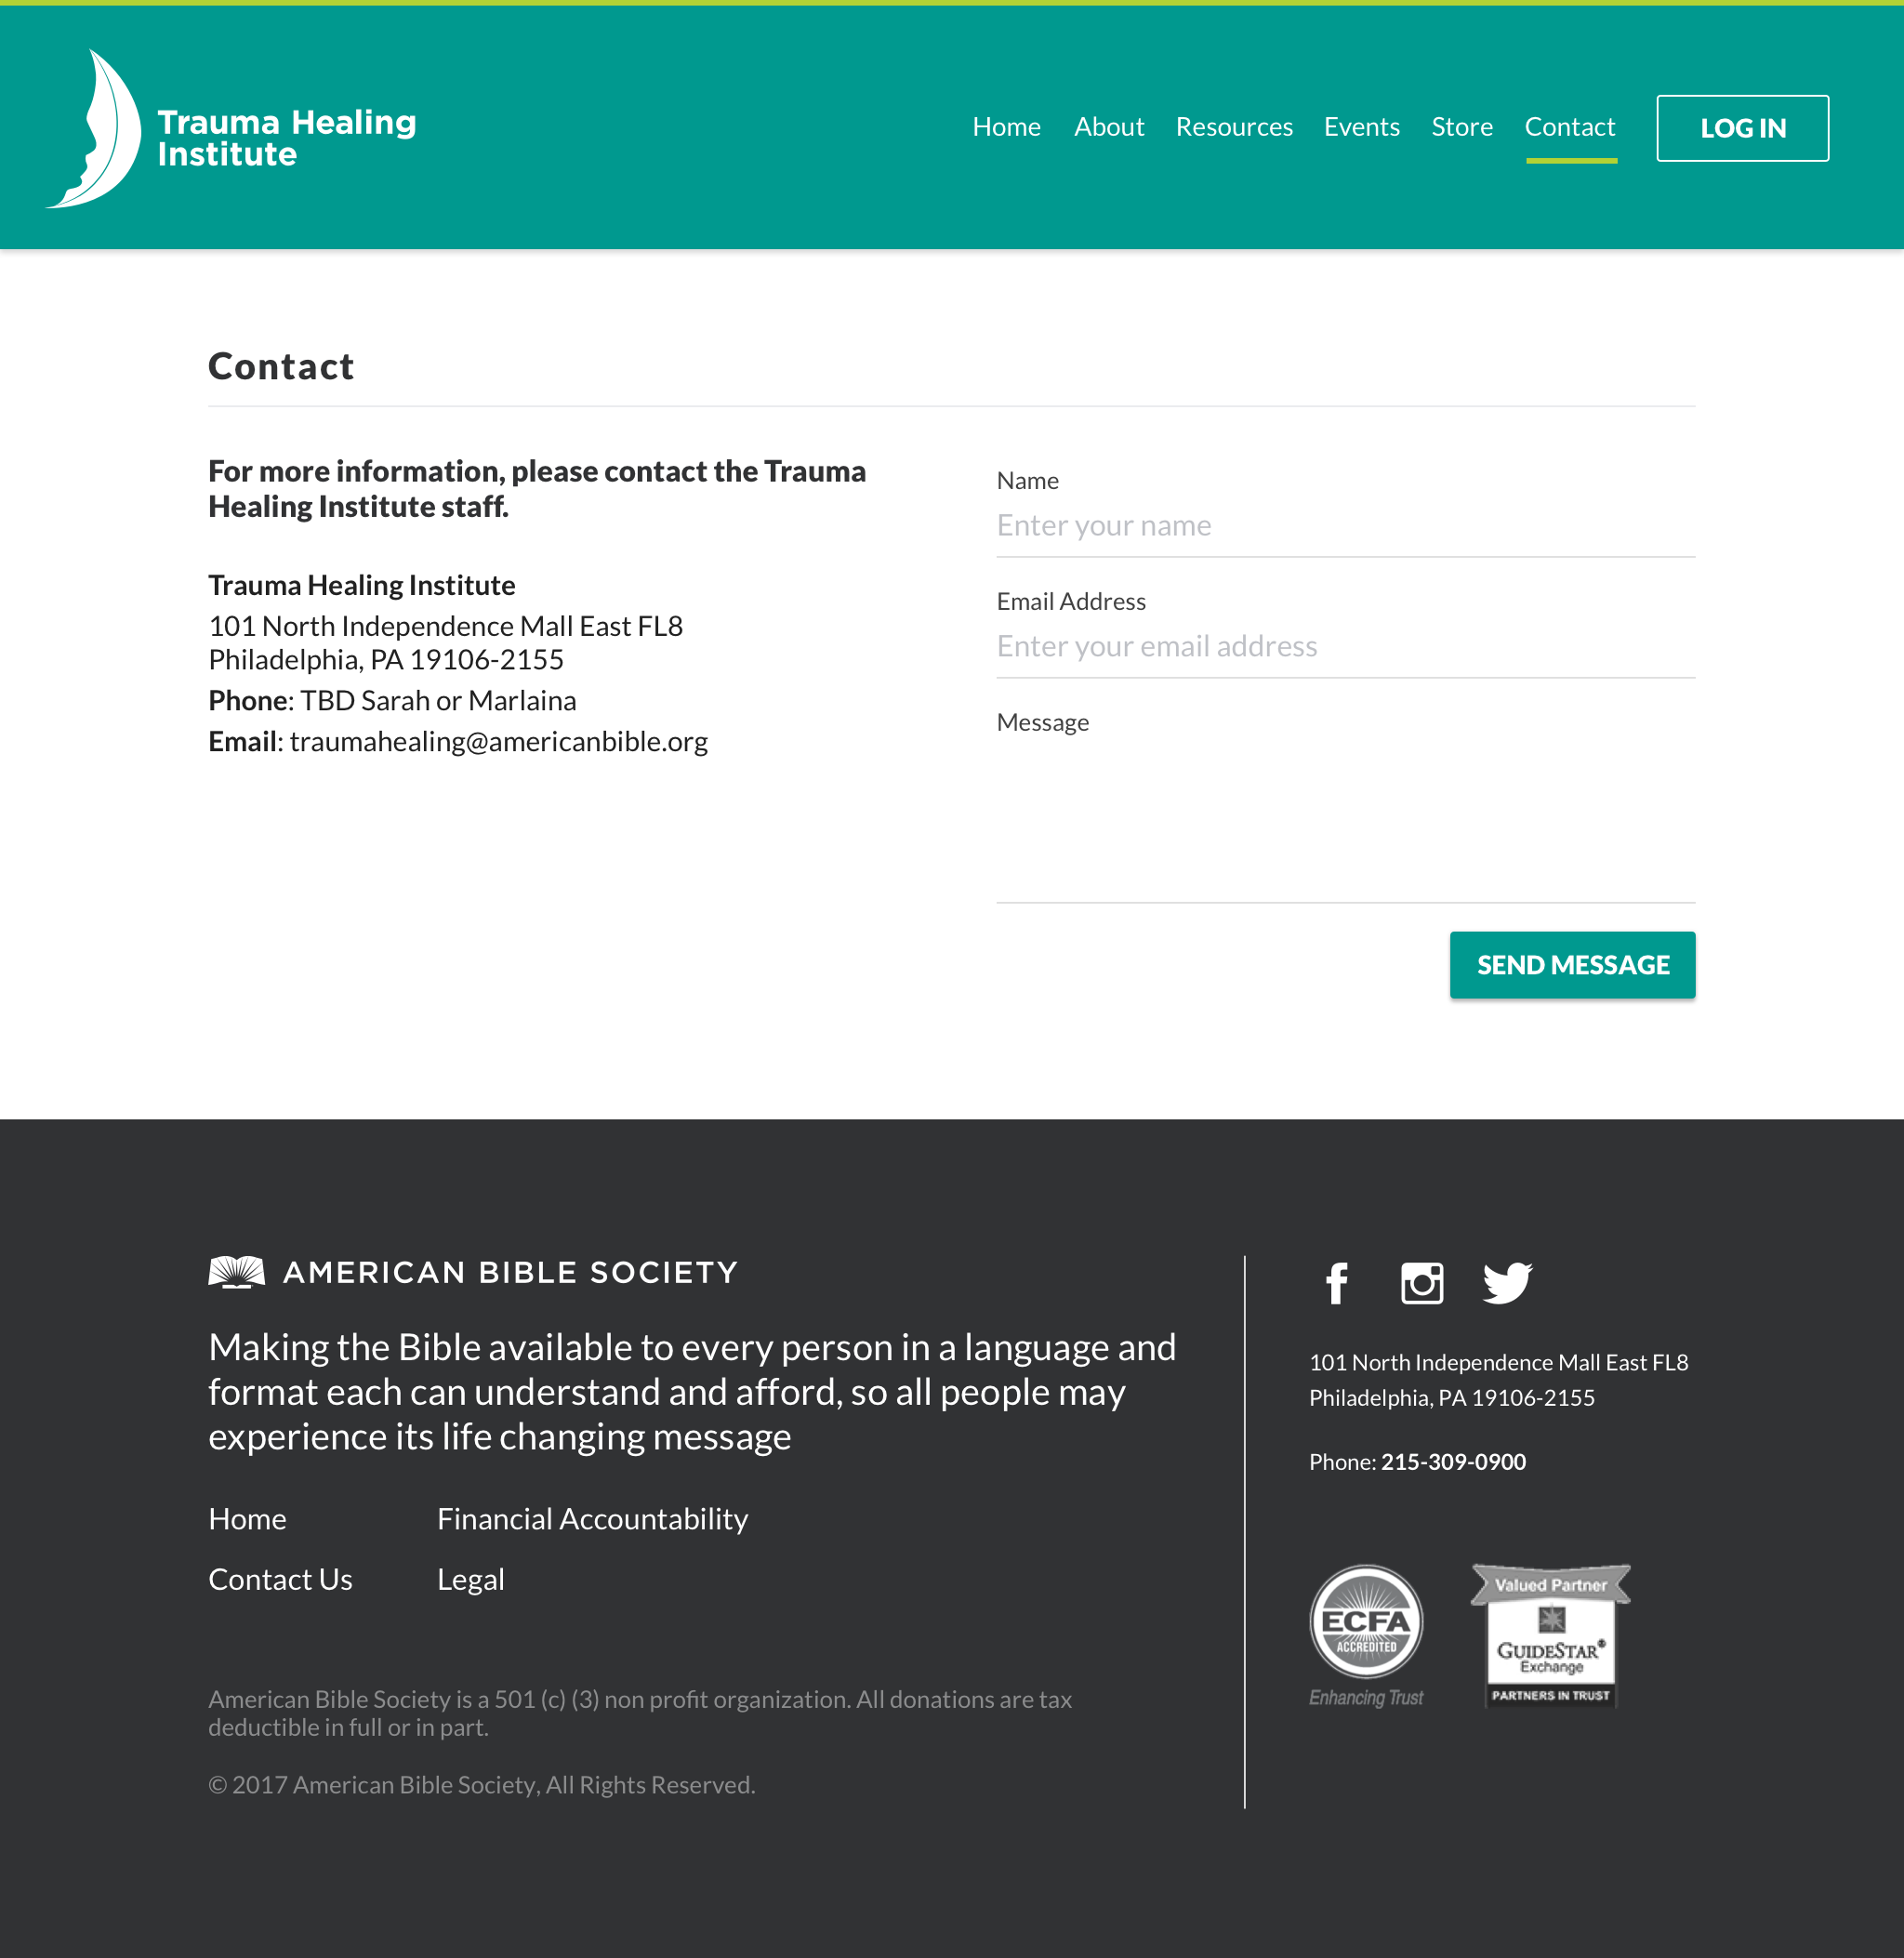 Trauma Healing
Institute
Home About Resources Events Store Contact LOG IN
Contact
For more information, please contact the Trauma
Healing Institute staff.
Trauma Healing Institute
101 North Independence Mall East FL8
Philadelphia, PA 19106-2155
Phone: TBD Sarah or Marlaina
Email: traumahealing@americanbible.org
Name
Enter your name
Email Address
Enter your email address
Message
SEND MESSAGE
AMERICAN BIBLE SOCIETY
Making the Bible available to every person in a language and
format each can understand and afford, so all people may
experience its life changing message
Home Financial Accountability
Contact Us Legal
American Bible Society is a 501 (c) (3) non profit organization. All donations are tax
deductible in full or in part.
© 2017 American Bible Society, All Rights Reserved.
101 North Independence Mall East FL8
Philadelphia, PA 19106-2155
Phone: 215-309-0900
ECFA
ACCREDITED
Enhancing Trust
Valued Partner
GUIDESTAR®
Exchange
PARTNERS IN TRUST